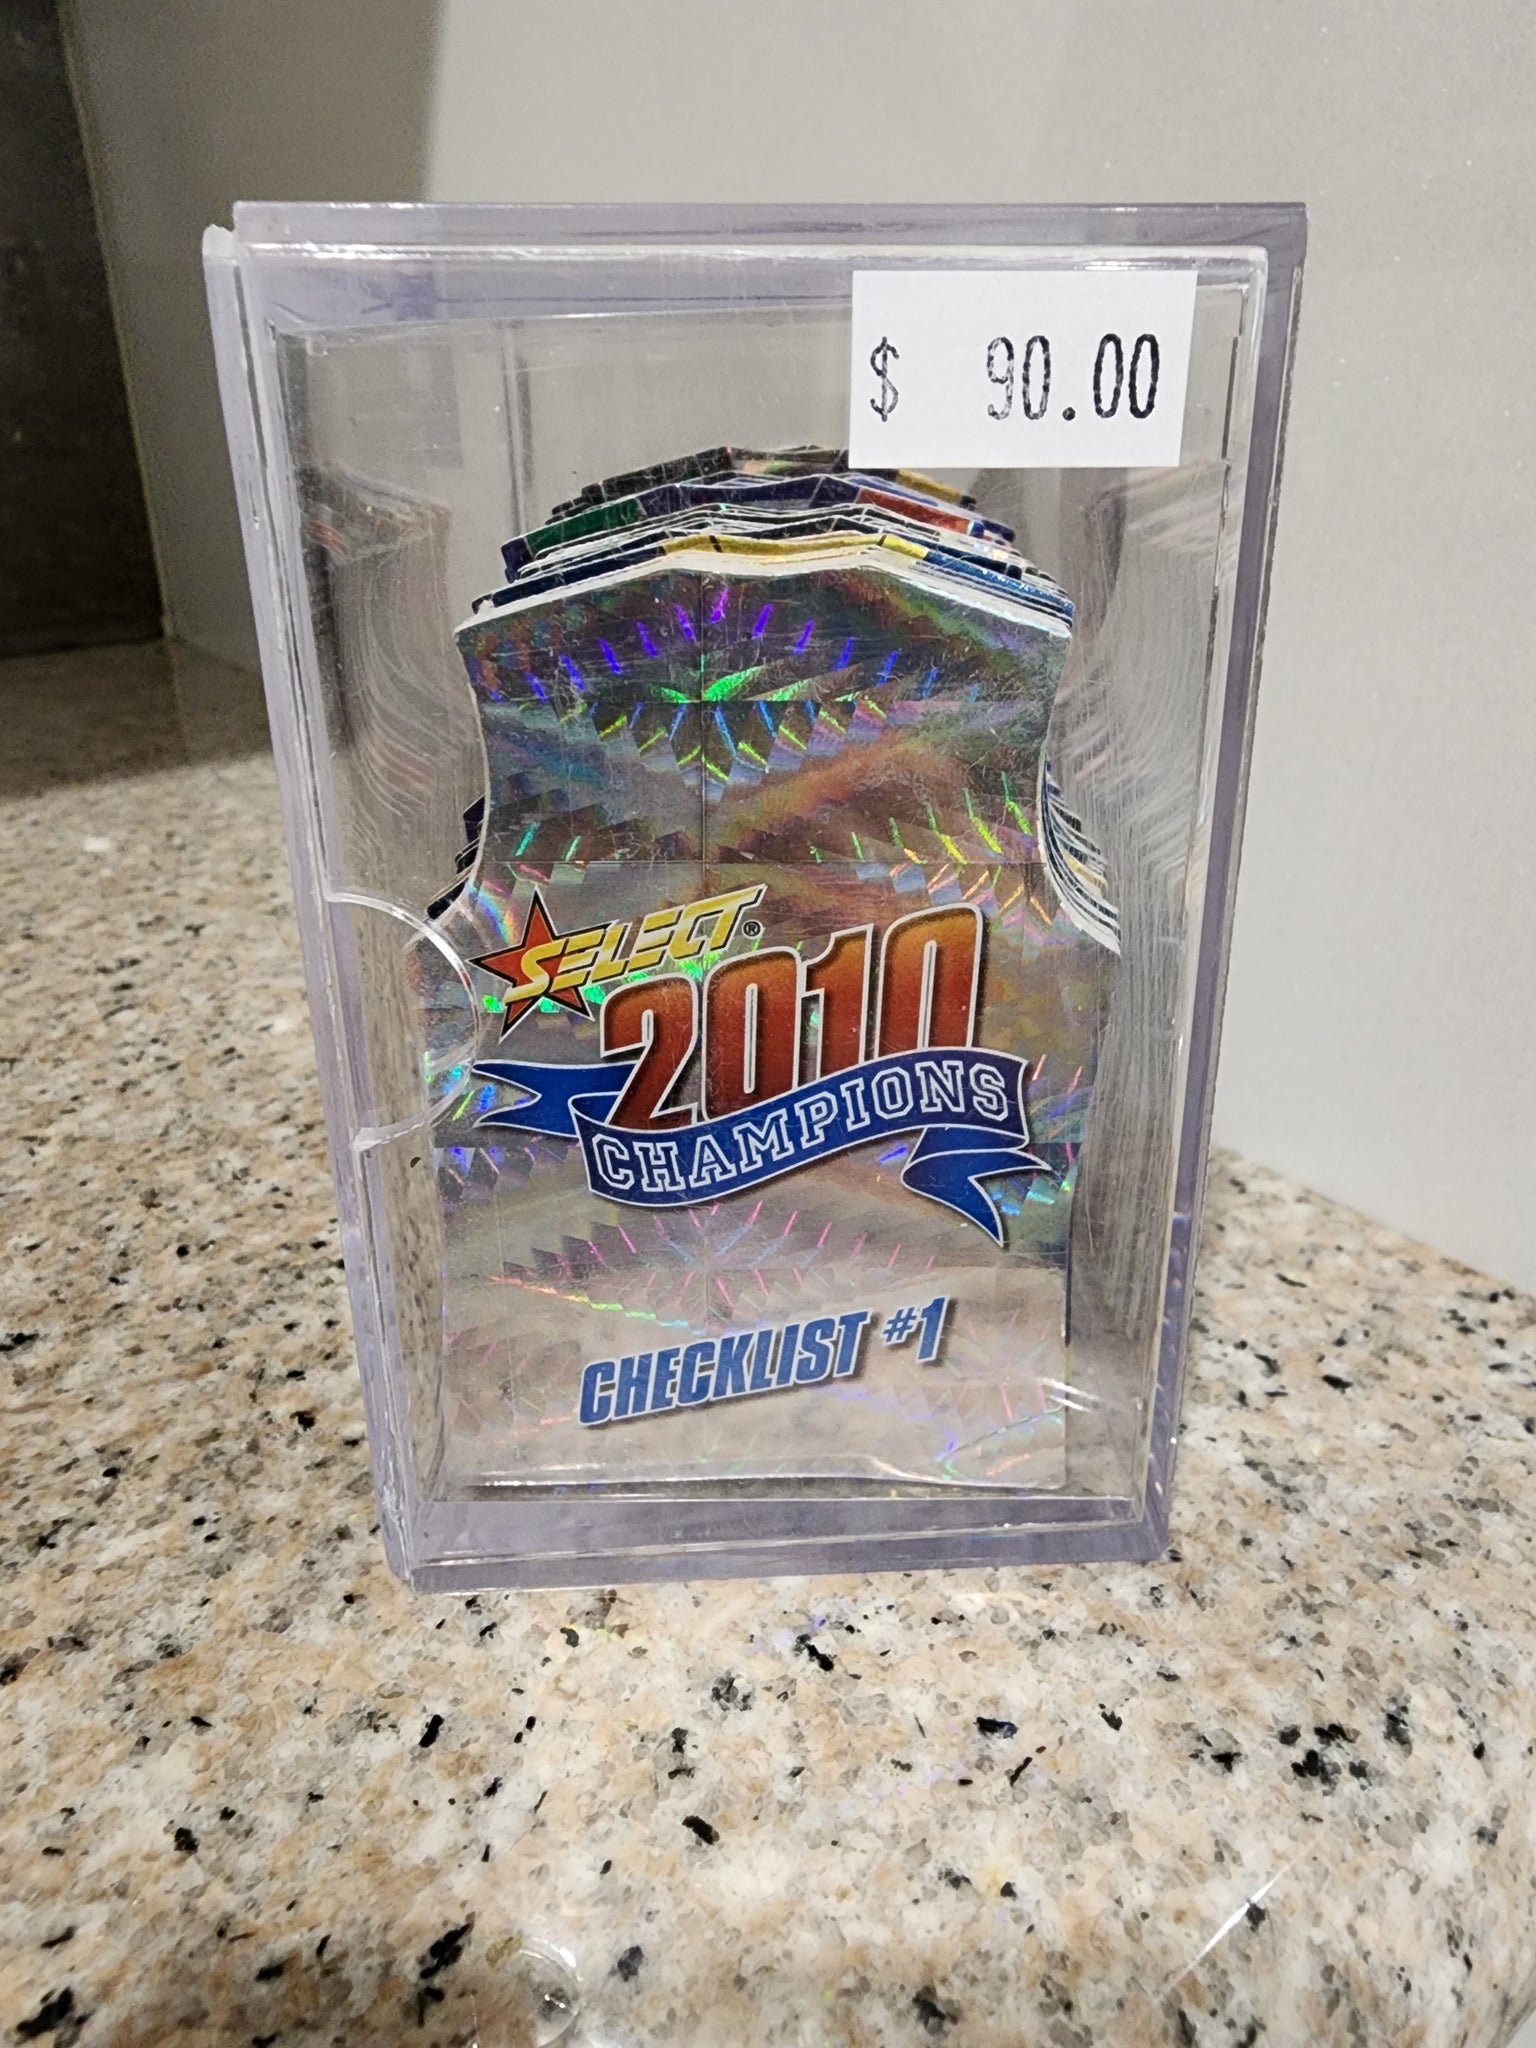 $ 90.00
SELECT®
2010
CHAMPIONS
CHECKLIST #1